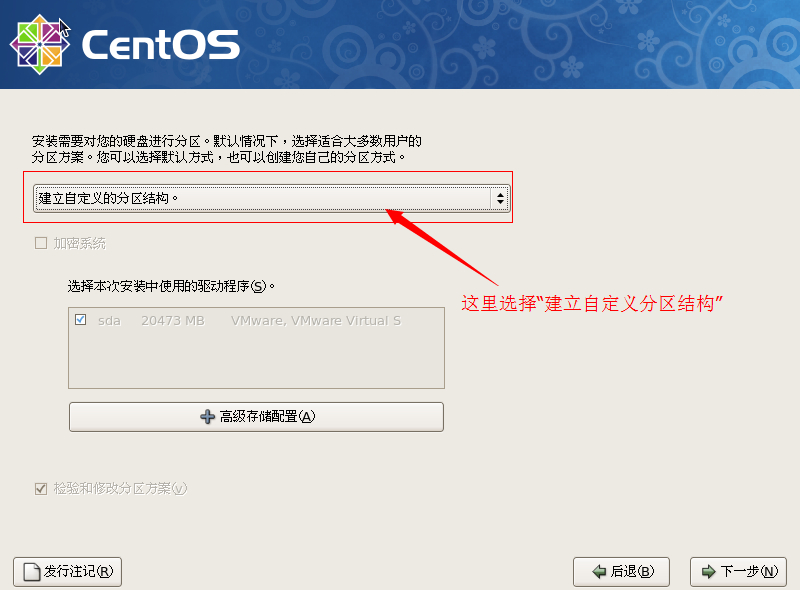 CentOS
安装需要对您的硬盘进行分区。默认情况下，选择适合大多数用户的
分区方案。您可以选择默认方式，也可以创建您自己的分区方式。
建立自定义的分区结构。
加密系统
选择本次安装中使用的驱动程序(S)。
这里选择“建立自定义分区结构”
sda 20473 MB VMware, VMware Virtual S
高级存储配置(A)
检验和修改分区方案(v)
发行注记(R) 后退(B) 下一步(N)